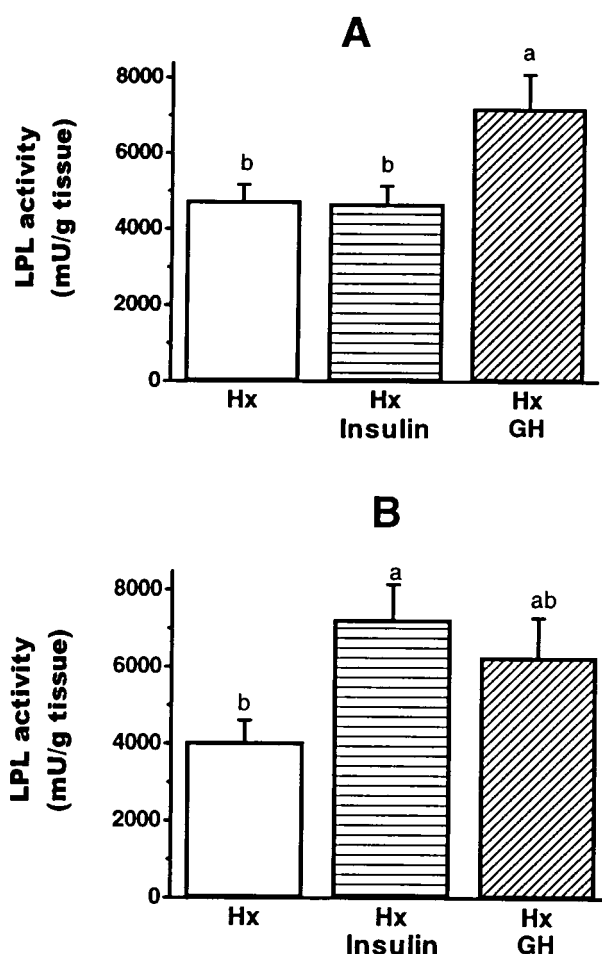 A
LPL activity
(mU/g tissue)
8000
6000
4000
2000
0
b
b
a
Hx
Hx
Insulin
Hx
GH
B
LPL activity
(mU/g tissue)
8000
6000
4000
2000
0
b
a
ab
Hx
Hx
Insulin
Hx
GH